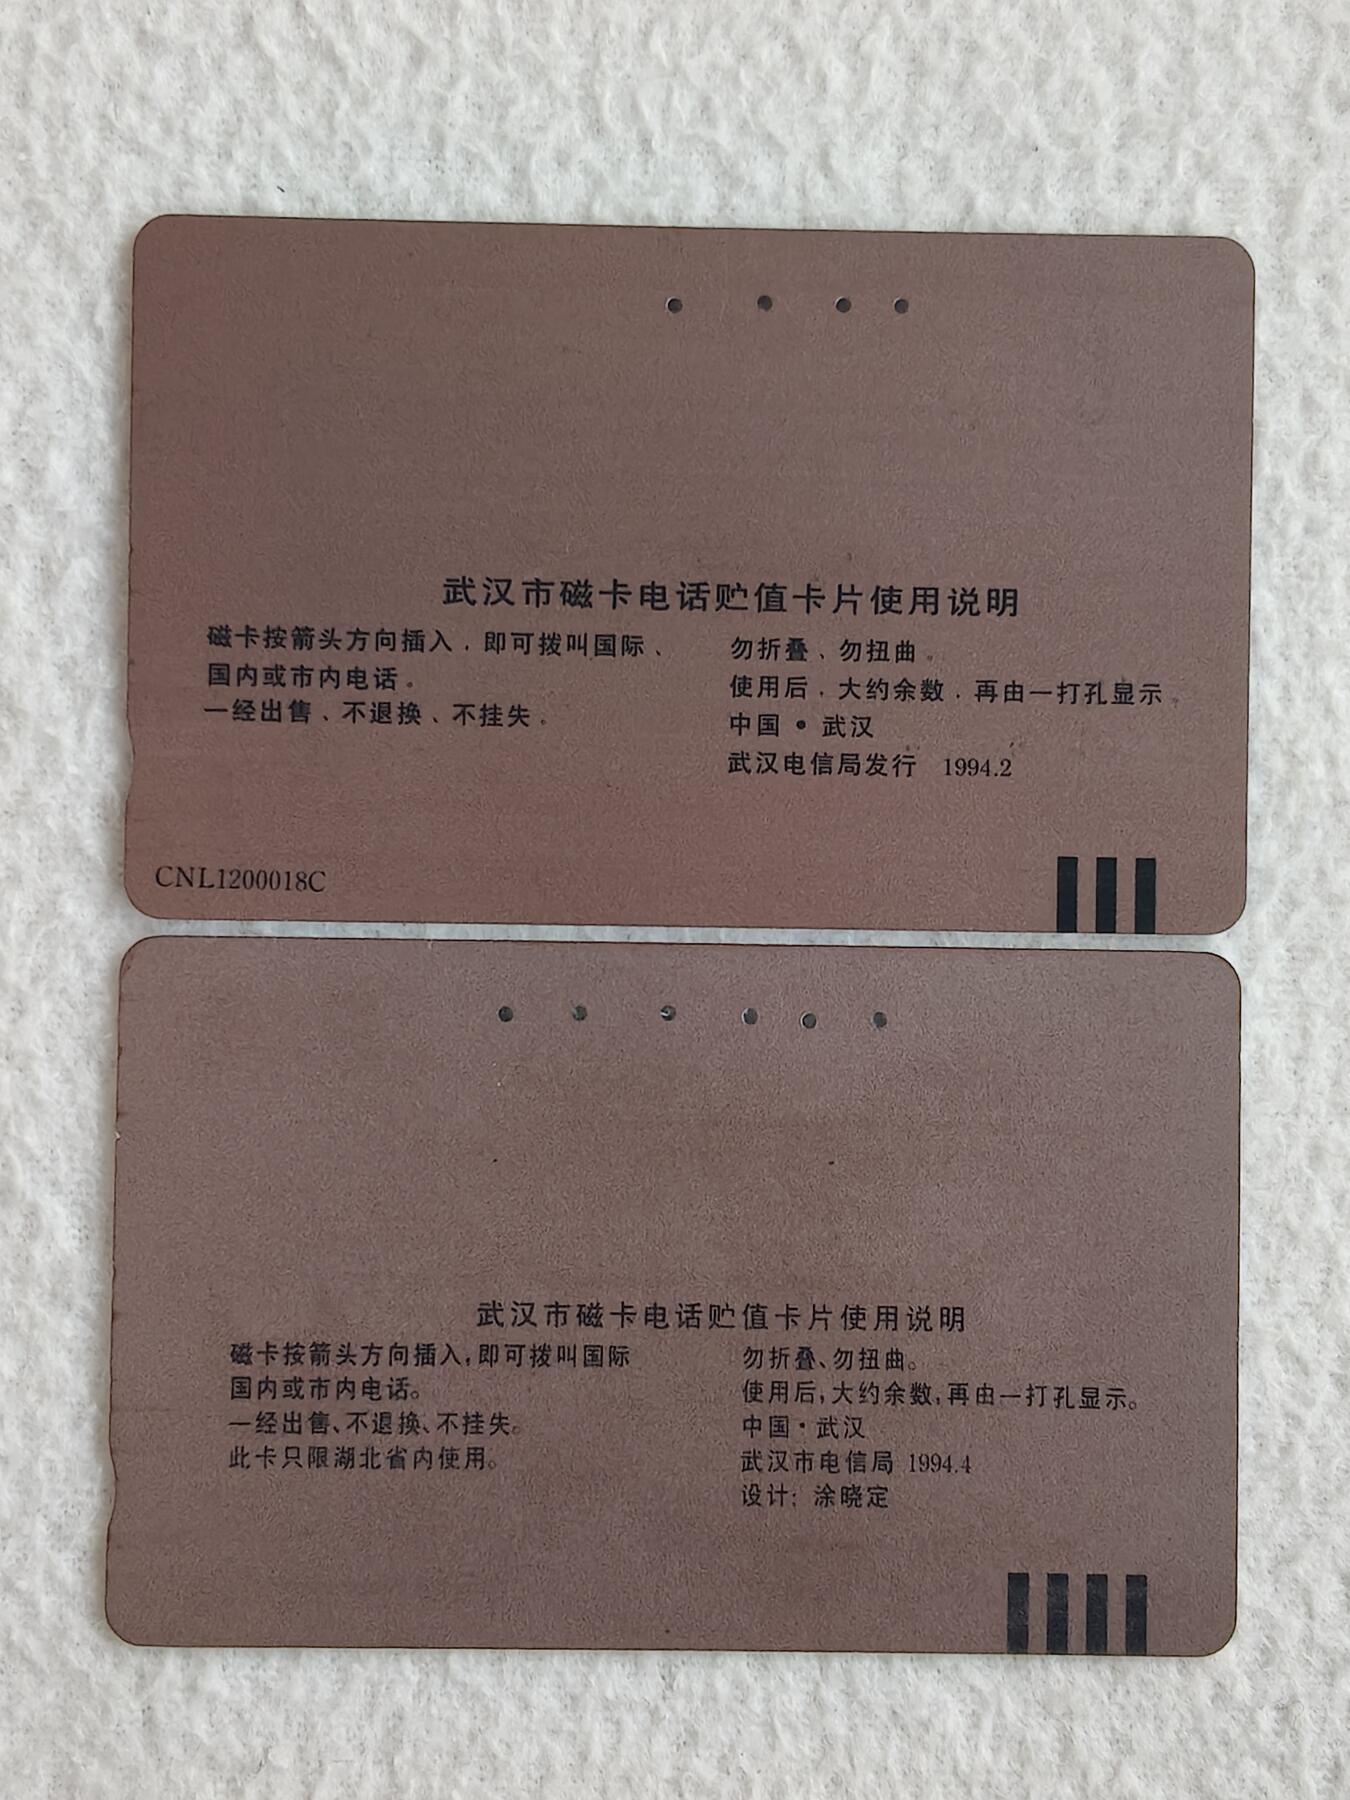 武汉市磁卡电话贮值卡片使用说明
磁卡按箭头方向插入，即可拨叫国际、
国内或市内电话。
一经出售、不退换、不挂失。
勿折叠、勿扭曲。
使用后，大约余数，再由一打孔显示。
中国•武汉
武汉电信局发行 1994.2
CNL1200018C
武汉市磁卡电话贮值卡片使用说明
磁卡按箭头方向插入,即可拨叫国际
国内或市内电话。
一经出售、不退换、不挂失。
此卡只限湖北省内使用。
勿折叠、勿扭曲。
使用后,大约余数,再由一打孔显示。
中国•武汉
武汉市电信局 1994.4
设计：涂晓定